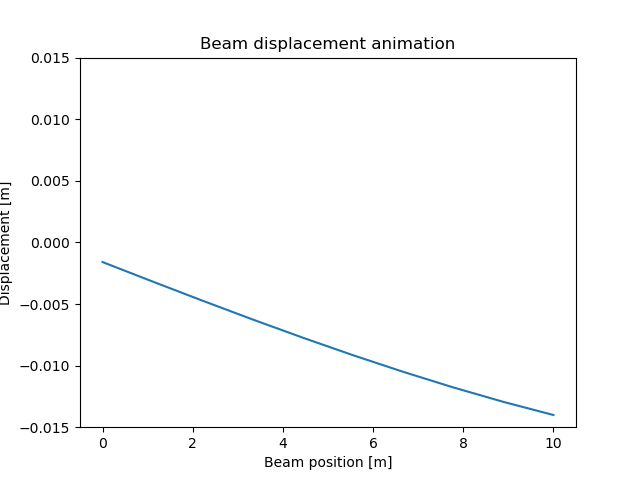 Beam displacement animation
Displacement [m]
0.015
0.010
0.005
0.000
−0.005
−0.010
−0.015
0 2 4 6 8 10
Beam position [m]